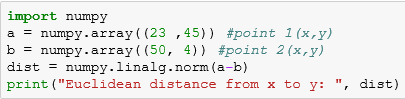 import numpy
a = numpy.array((23 ,45)) #point 1(x,y)
b = numpy.array((50, 4)) #point 2(x,y)
dist = numpy.linalg.norm(a-b)
print("Euclidean distance from x to y: ", dist)